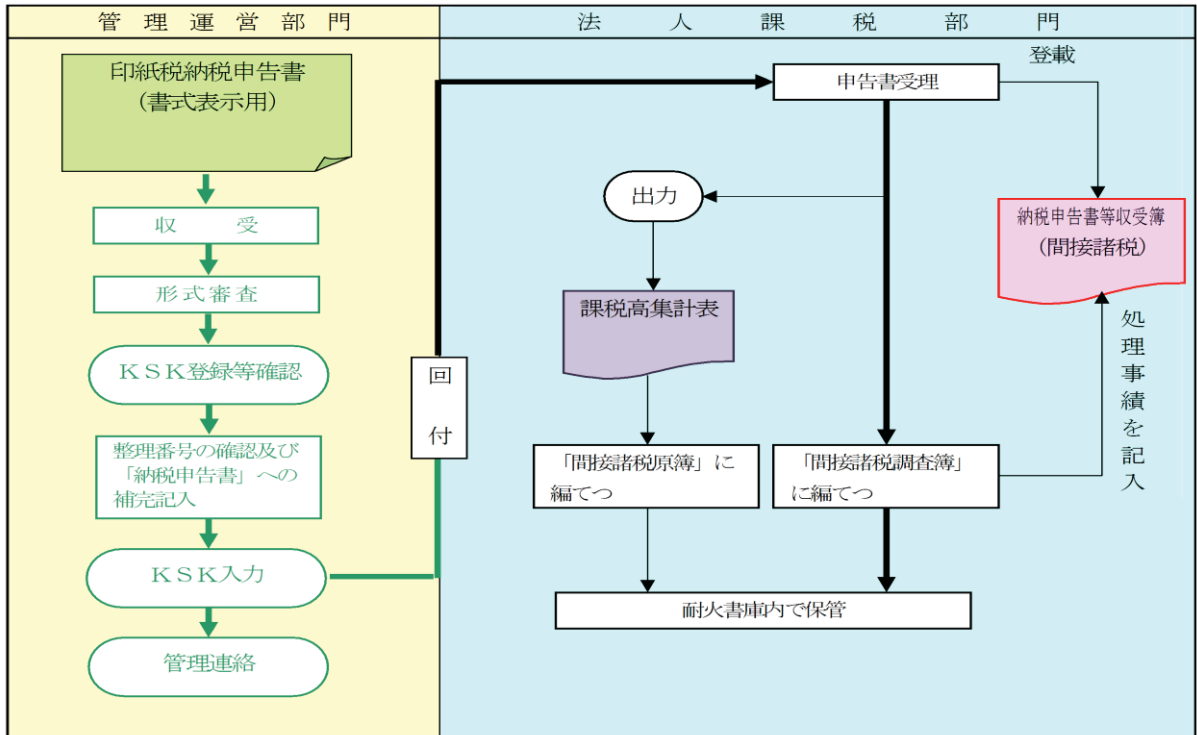 管理運営部門
法人課税部門
印紙税納税申告書
(書式表示用)
収受
形式審査
KSK登録等確認
整理番号の確認及び
「納税申告書」への
補完記入
KSK入力
管理連絡
回付
申告書受理
登載
出力
納税申告書等収受簿
(間接諸税)
課税高集計表
処理事績を記入
「間接諸税原簿」に
編てつ
「間接諸税調査簿」
に編てつ
耐火書庫内で保管